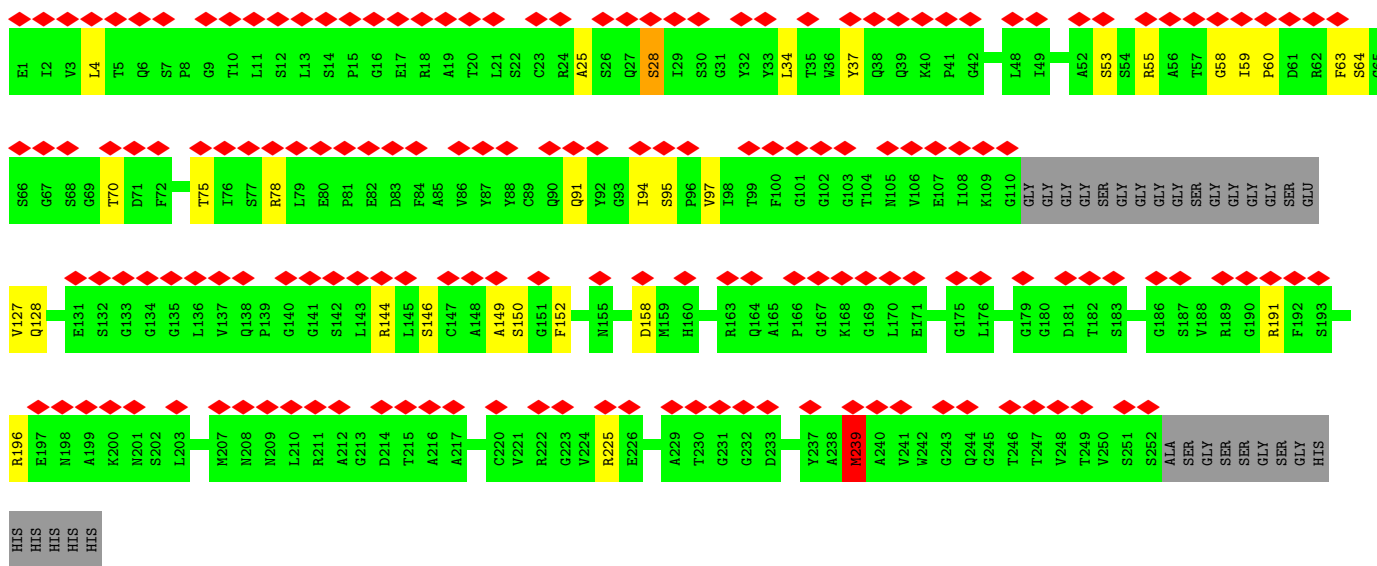 E1 I2 V3 L4 T5 Q6 S7 P8 G9 T10 L11 S12 L13 S14 P15 G16 E17 R18 A19 T20 L21 S22 C23 R24 A25 S26 Q27 S28 I29 S30 G31 Y32 Y33 L34 T35 W36 Y37 Q38 Q39 K40 P41 G42 L48 I49 A52 S53 S54 R55 A56 T57 G58 I59 P60 D61 R62 F63 S64 G65
S66 G67 S68 G69 T70 D71 F72 T75 I76 S77 R78 L79 E80 P81 E82 D83 F84 A85 V86 Y87 Y88 C89 Q90 Q91 Y92 G93 I94 S95 P96 V97 I98 T99 F100 G101 G102 G103 T104 N105 V106 E107 I108 K109 G110 GLY GLY GLY GLY SER GLY GLY GLY GLY SER GLY GLY GLY GLY SER GLU
V127 Q128 E131 S132 G133 G134 G135 L136 V137 Q138 P139 G140 G141 S142 L143 R144 L145 S146 C147 A148 A149 S150 G151 F152 N155 D158 M159 H160 R163 Q164 A165 P166 G167 K168 G169 L170 E171 G175 L176 G179 G180 D181 T182 S183 G186 S187 V188 R189 G190 R191 F192 S193
R196 E197 N198 A199 K200 N201 S202 L203 M207 N208 N209 L210 R211 A212 G213 D214 T215 A216 A217 C220 V221 R222 G223 V224 R225 E226 A229 T230 G231 G232 D233 Y237 A238 M239 A240 V241 W242 G243 Q244 G245 T246 T247 V248 T249 V250 S251 S252 ALA SER GLY SER SER GLY SER GLY HIS
HIS HIS HIS HIS HIS